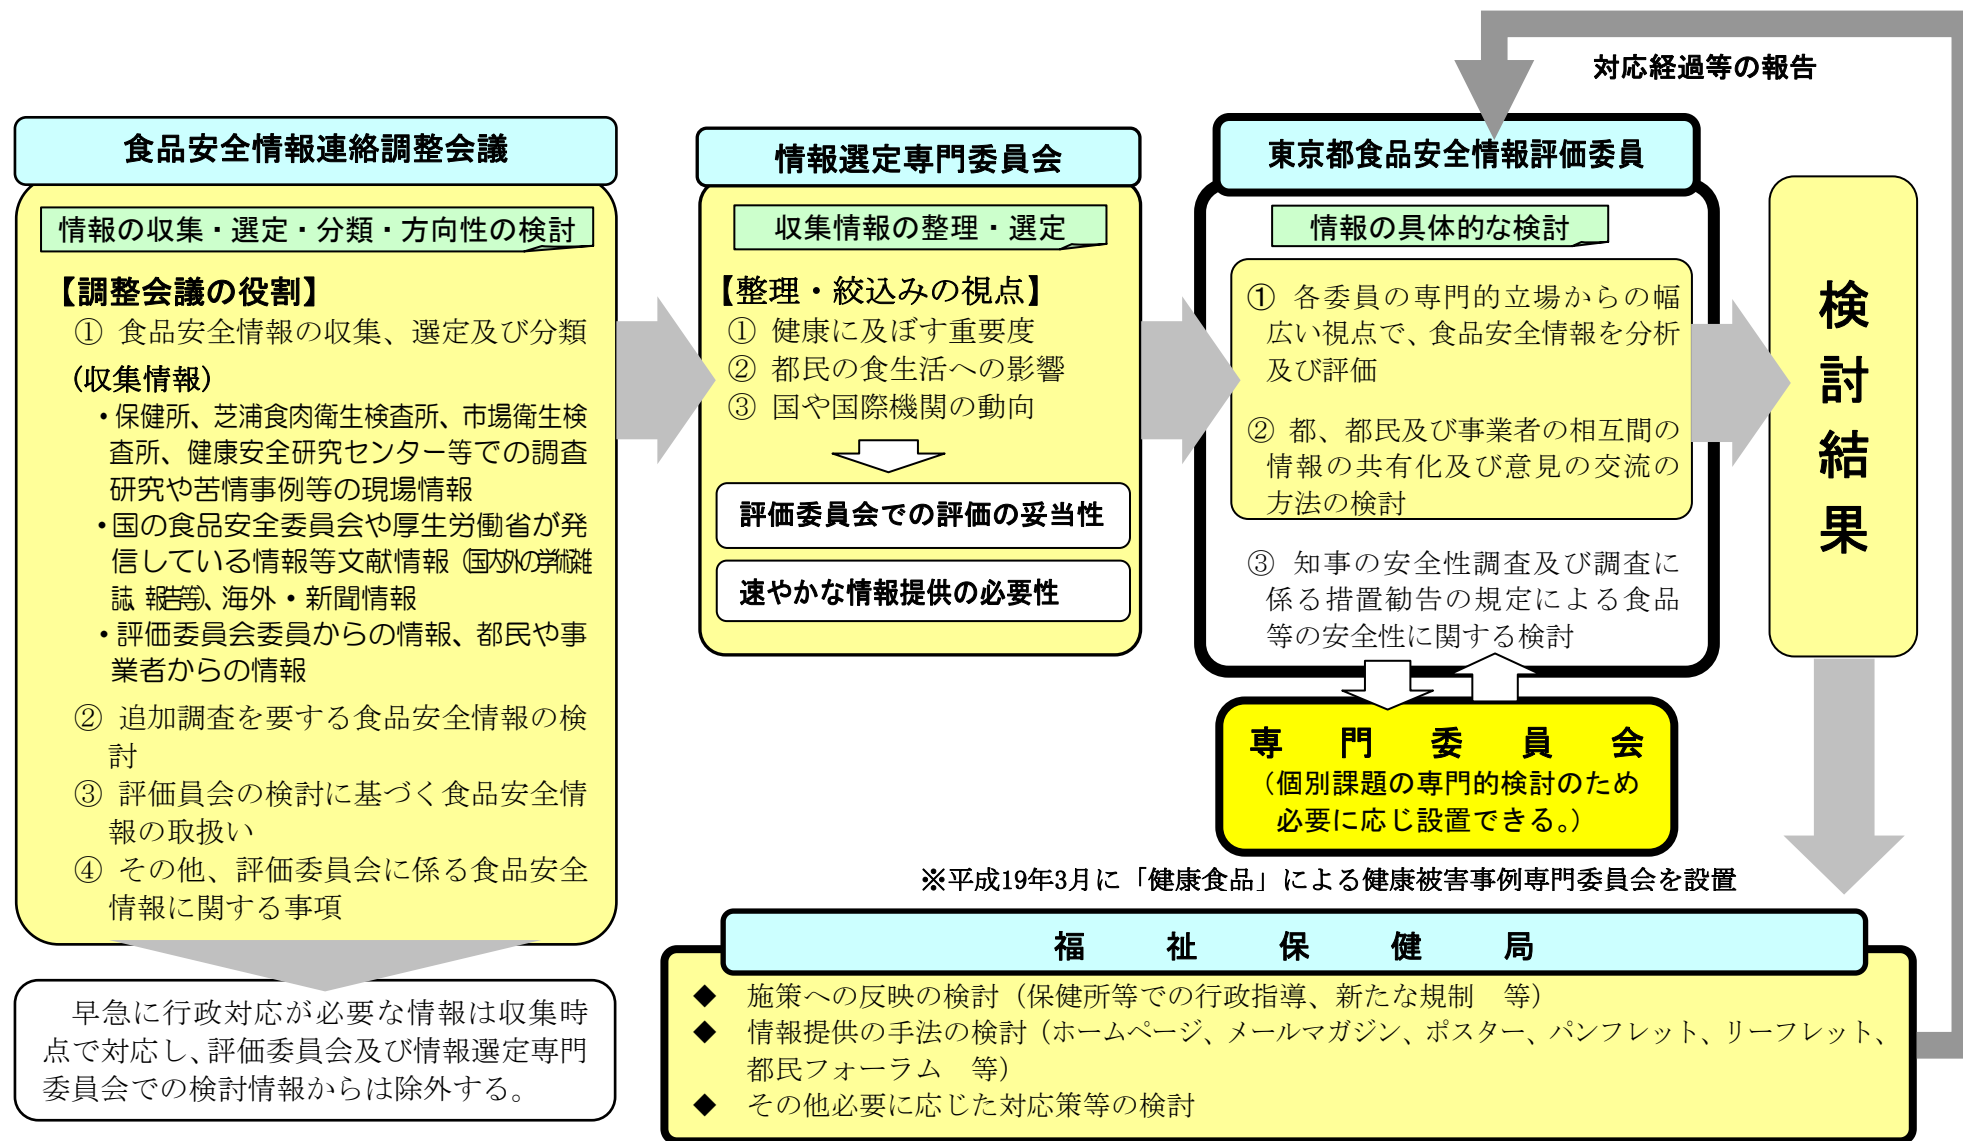 対応経過等の報告
食品安全情報連絡調整会議
情報の収集・選定・分類・方向性の検討
【調整会議の役割】
① 食品安全情報の収集、選定及び分類
(収集情報)
・保健所、芝浦食肉衛生検査所、市場衛生検
査所、健康安全研究センター等での調査
研究や苦情事例等の現場情報
・国の食品安全委員会や厚生労働省が発
信している情報等文献情報（国内外の学術雑
誌、報告等）、海外・新聞情報
・評価委員会委員からの情報、都民や事
業者からの情報
② 追加調査を要する食品安全情報の検
討
③ 評価員会の検討に基づく食品安全情
報の取扱い
④ その他、評価委員会に係る食品安全
情報に関する事項
早急に行政対応が必要な情報は収集時
点で対応し、評価委員会及び情報選定専門
委員会での検討情報からは除外する。
情報選定専門委員会
収集情報の整理・選定
【整理・絞込みの視点】
① 健康に及ぼす重要度
② 都民の食生活への影響
③ 国や国際機関の動向
評価委員会での評価の妥当性
速やかな情報提供の必要性
東京都食品安全情報評価委員
情報の具体的な検討
① 各委員の専門的立場からの幅
広い視点で、食品安全情報を分析
及び評価
② 都、都民及び事業者の相互間の
情報の共有化及び意見の交流の
方法の検討
③ 知事の安全性調査及び調査に
係る措置勧告の規定による食品
等の安全性に関する検討
専門委員会
（個別課題の専門的検討のため
必要に応じ設置できる。）
※平成19年3月に「健康食品」による健康被害事例専門委員会を設置
検討結果
福祉保健局
◆ 施策への反映の検討（保健所等での行政指導、新たな規制 等）
◆ 情報提供の手法の検討（ホームページ、メールマガジン、ポスター、パンフレット、リーフレット、
都民フォーラム 等）
◆ その他必要に応じた対応策等の検討